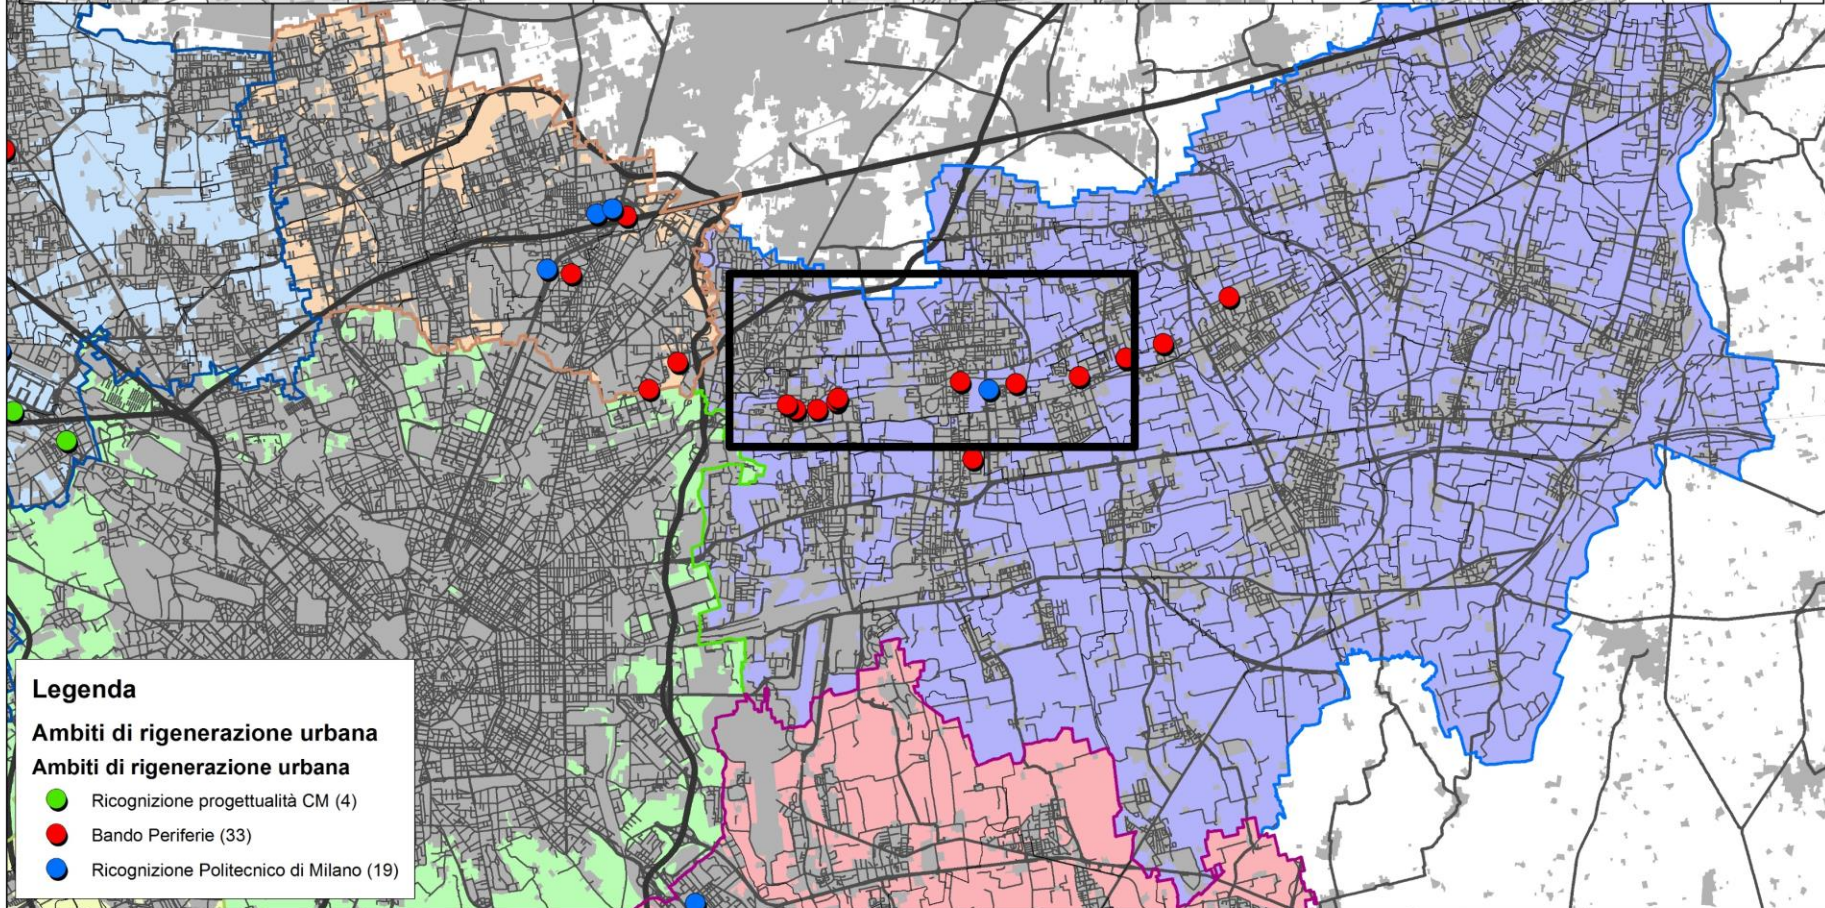 Legenda
Ambiti di rigenerazione urbana
Ambiti di rigenerazione urbana
Ricognizione progettualità CM (4)
Bando Periferie (33)
Ricognizione Politecnico di Milano (19)